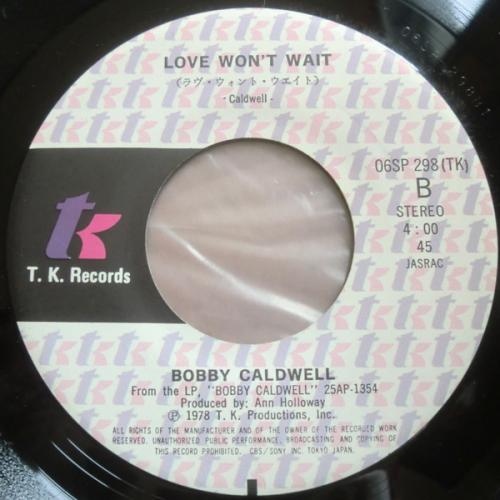 LOVE WON'T WAIT
(ラヴ・ウォント・ウエイト)
- Caldwell -
06SP 298 (TK)
B
STEREO
4:00
45
JASRAC
tk
T. K. Records
BOBBY CALDWELL
From the LP, "BOBBY CALDWELL" 25AP-1354
Produced by: Ann Holloway
℗ 1978 T. K. Productions, Inc.
ALL RIGHTS OF THE MANUFACTURER AND OF THE OWNER OF THE RECORDED WORK
RESERVED. UNAUTHORIZED PUBLIC PERFORMANCE, BROADCASTING AND COPYING OF
THIS RECORD PROHIBITED. CBS/SONY INC. TOKYO JAPAN.